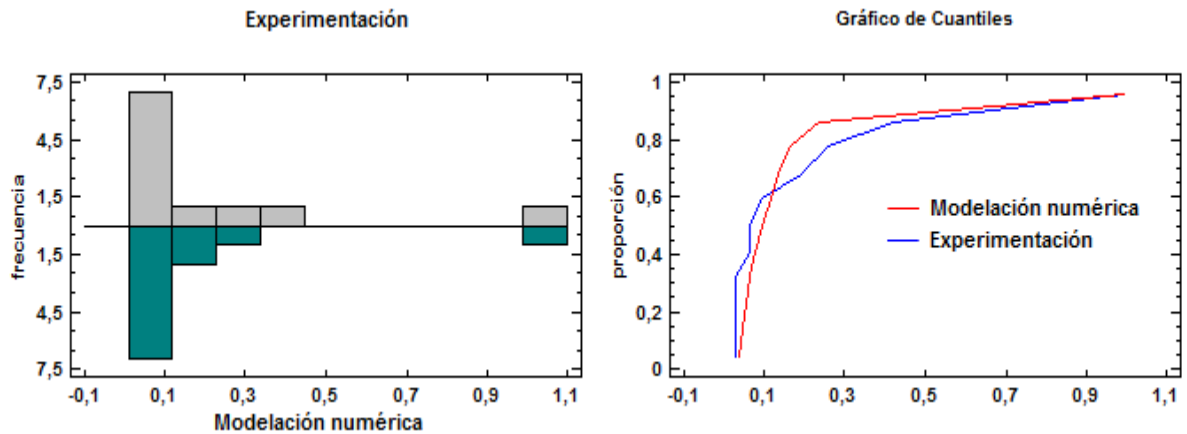 Experimentación
frecuencia
7,5
4,5
1,5
1,5
4,5
7,5
-0,1 0,1 0,3 0,5 0,7 0,9 1,1
Modelación numérica
Gráfico de Cuantiles
proporción
1
0,8
0,6
0,4
0,2
0
-0,1 0,1 0,3 0,5 0,7 0,9 1,1
Modelación numérica
Experimentación